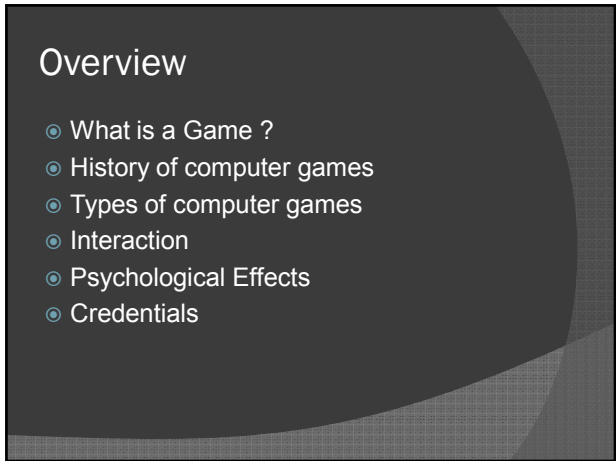 Overview
What is a Game ?
History of computer games
Types of computer games
Interaction
Psychological Effects
Credentials